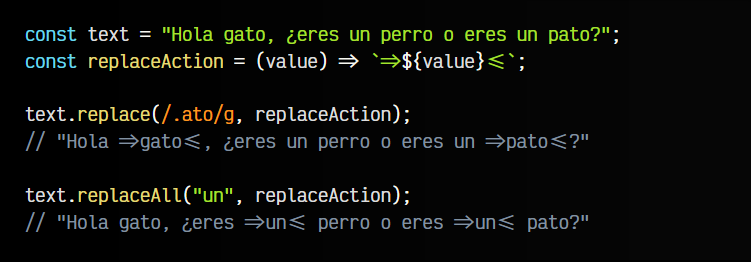 const text = "Hola gato, ¿eres un perro o eres un pato?";
const replaceAction = (value) => `=>${value}<=`;
text.replace(/.ato/g, replaceAction);
// "Hola =>gato<=, ¿eres un perro o eres un =>pato<=?"
text.replaceAll("un", replaceAction);
// "Hola gato, ¿eres =>un<= perro o eres =>un<= pato?"